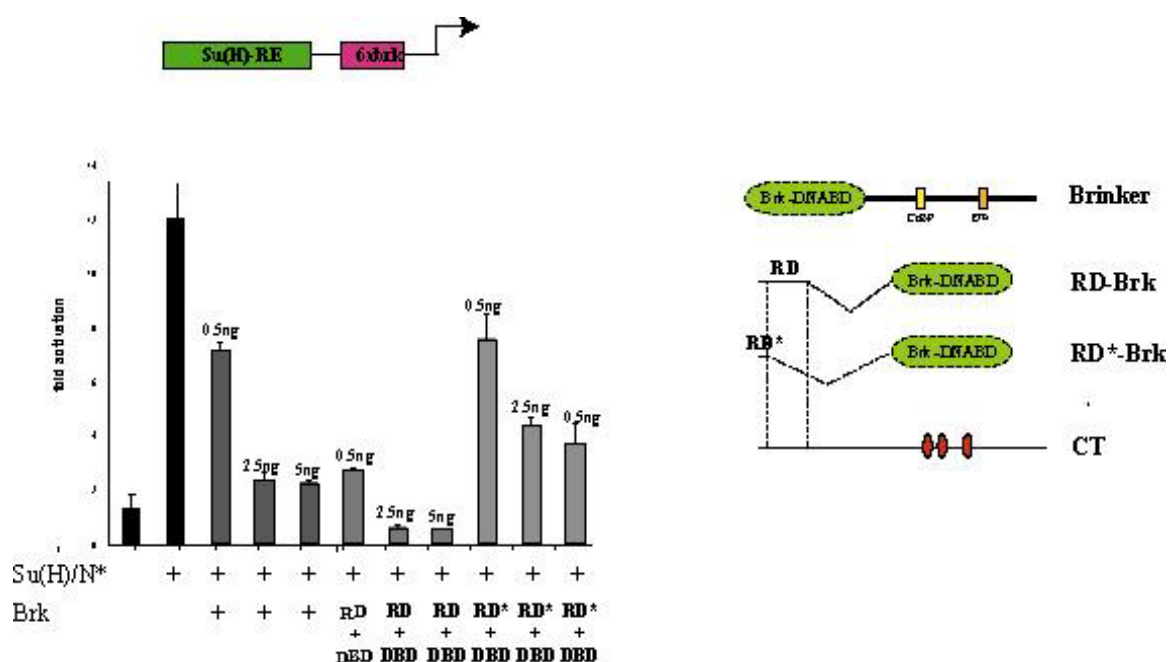 Su(H)-RE 6xbrk
fold activation
0.5ng
2.5ng
5ng
0.5ng
2.5ng
5ng
0.5ng
2.5ng
0.5ng
Su(H)/N* + + + + + + + + + +
Brk + + + RD RD RD RD* RD* RD*
+ + + + + +
DBD DBD DBD DBD DBD DBD
Brk-DNABD Brinker
RD
Brk-DNABD RD-Brk
RD*
Brk-DNABD RD*-Brk
CT